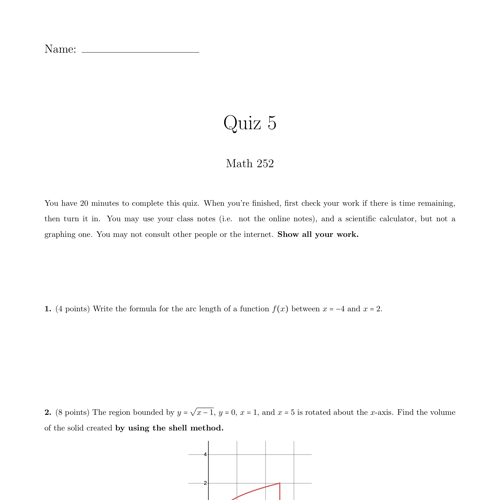 Name:
Quiz 5
Math 252
You have 20 minutes to complete this quiz. When you're finished, first check your work if there is time remaining,
then turn it in. You may use your class notes (i.e. not the online notes), and a scientific calculator, but not a
graphing one. You may not consult other people or the internet. Show all your work.
1. (4 points) Write the formula for the arc length of a function f(x) between x = −4 and x = 2.
2. (8 points) The region bounded by y = √(x − 1), y = 0, x = 1, and x = 5 is rotated about the x-axis. Find the volume
of the solid created by using the shell method.
4
2